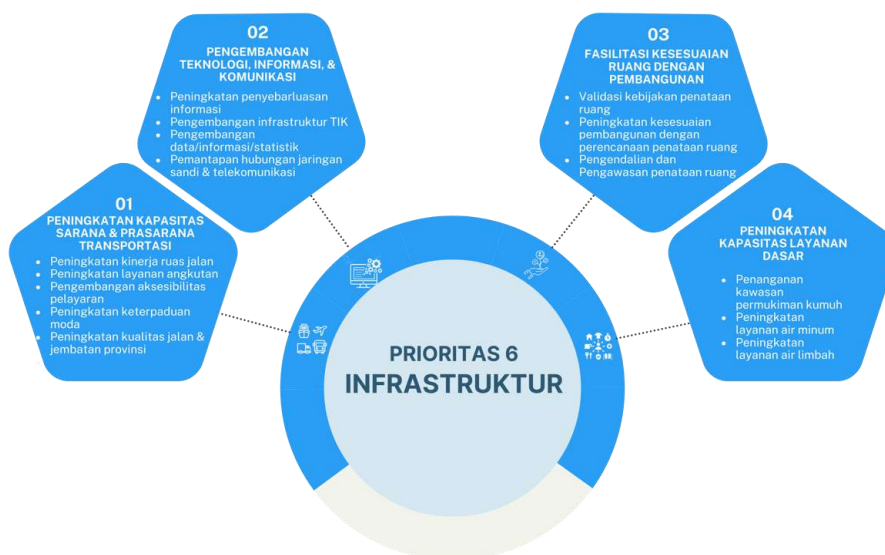 01
PENINGKATAN KAPASITAS
SARANA & PRASARANA
TRANSPORTASI
• Peningkatan kinerja ruas jalan
• Peningkatan layanan angkutan
• Pengembangan aksesibilitas
pelayaran
• Peningkatan keterpaduan
moda
• Peningkatan kualitas jalan &
jembatan provinsi
02
PENGEMBANGAN
TEKNOLOGI, INFORMASI, &
KOMUNIKASI
• Peningkatan penyebarluasan
informasi
• Pengembangan infrastruktur TIK
• Pengembangan
data/informasi/statistik
• Pemantapan hubungan jaringan
sandi & telekomunikasi
03
FASILITASI KESESUAIAN
RUANG DENGAN
PEMBANGUNAN
• Validasi kebijakan penataan
ruang
• Peningkatan kesesuaian
pembangunan dengan
perencanaan penataan ruang
• Pengendalian dan
Pengawasan penataan ruang
04
PENINGKATAN
KAPASITAS LAYANAN
DASAR
• Penanganan
kawasan
permukiman kumuh
• Peningkatan
layanan air minum
• Peningkatan
layanan air limbah
PRIORITAS 6
INFRASTRUKTUR